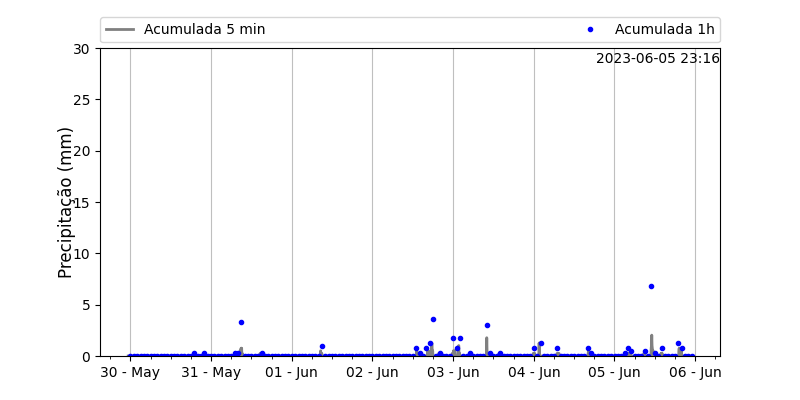 Acumulada 5 min
Acumulada 1h
2023-06-05 23:16
Precipitação (mm)
30
25
20
15
10
5
0
30 - May
31 - May
01 - Jun
02 - Jun
03 - Jun
04 - Jun
05 - Jun
06 - Jun